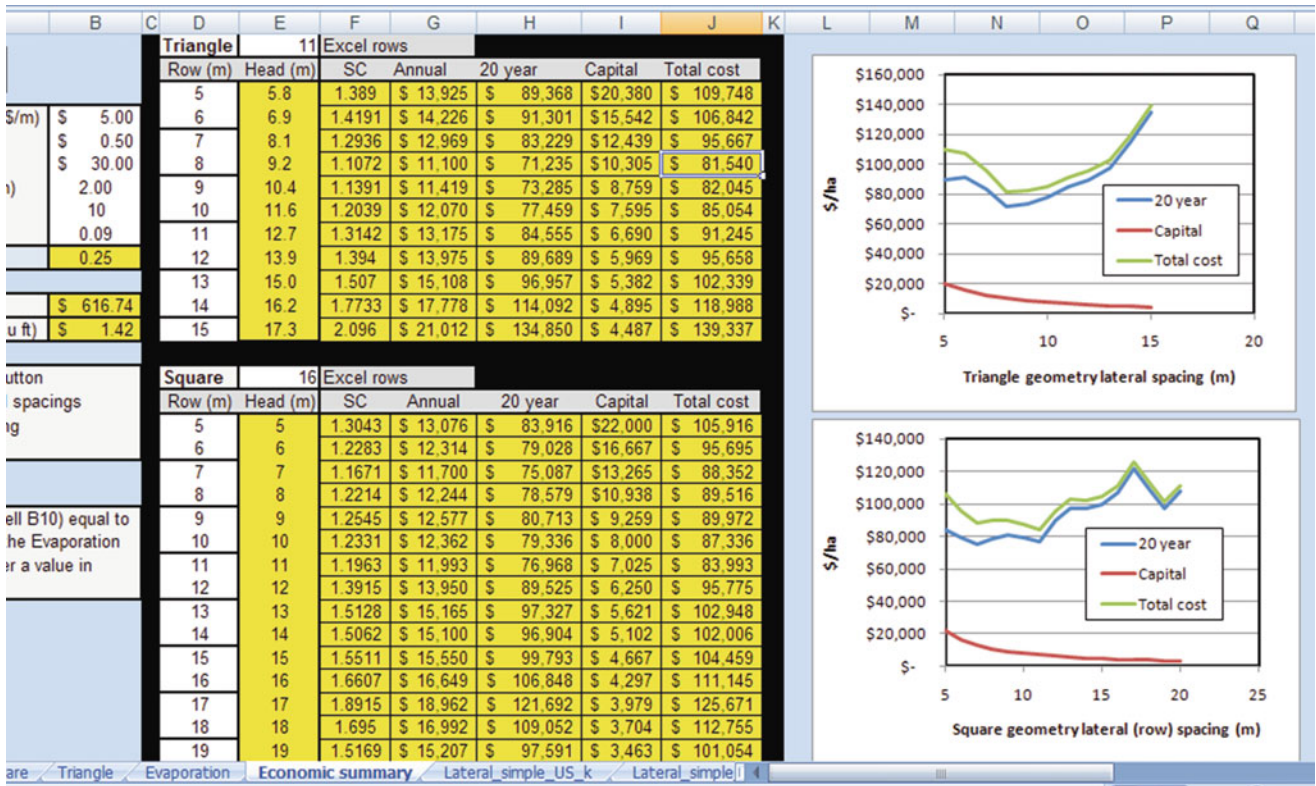 B C D E F G H I J K L M N O P Q
Triangle 11 Excel rows
Row (m) Head (m) SC Annual 20 year Capital Total cost
5 5.8 1.389 $ 13,925 $ 89,368 $20,380 $ 109,748
$/m) $ 5.00 6 6.9 1.4191 $ 14,226 $ 91,301 $15,542 $ 106,842
$ 0.50 7 8.1 1.2936 $ 12,969 $ 83,229 $12,439 $ 95,667
$ 30.00 8 9.2 1.1072 $ 11,100 $ 71,235 $10,305 $ 81,540
) 2.00 9 10.4 1.1391 $ 11,419 $ 73,285 $ 8,759 $ 82,045
10 10 11.6 1.2039 $ 12,070 $ 77,459 $ 7,595 $ 85,054
0.09 11 12.7 1.3142 $ 13,175 $ 84,555 $ 6,690 $ 91,245
0.25 12 13.9 1.394 $ 13,975 $ 89,689 $ 5,969 $ 95,658
13 15.0 1.507 $ 15,108 $ 96,957 $ 5,382 $ 102,339
$ 616.74 14 16.2 1.7733 $ 17,778 $ 114,092 $ 4,895 $ 118,988
u ft) $ 1.42 15 17.3 2.096 $ 21,012 $ 134,850 $ 4,487 $ 139,337
utton Square 16 Excel rows
spacings Row (m) Head (m) SC Annual 20 year Capital Total cost
ng 5 5 1.3043 $ 13,076 $ 83,916 $22,000 $ 105,916
6 6 1.2283 $ 12,314 $ 79,028 $16,667 $ 95,695
7 7 1.1671 $ 11,700 $ 75,087 $13,265 $ 88,352
8 8 1.2214 $ 12,244 $ 78,579 $10,938 $ 89,516
ell B10) equal to 9 9 1.2545 $ 12,577 $ 80,713 $ 9,259 $ 89,972
he Evaporation 10 10 1.2331 $ 12,362 $ 79,336 $ 8,000 $ 87,336
er a value in 11 11 1.1963 $ 11,993 $ 76,968 $ 7,025 $ 83,993
12 12 1.3915 $ 13,950 $ 89,525 $ 6,250 $ 95,775
13 13 1.5128 $ 15,165 $ 97,327 $ 5,621 $ 102,948
14 14 1.5062 $ 15,100 $ 96,904 $ 5,102 $ 102,006
15 15 1.5511 $ 15,550 $ 99,793 $ 4,667 $ 104,459
16 16 1.6607 $ 16,649 $ 106,848 $ 4,297 $ 111,145
17 17 1.8915 $ 18,962 $ 121,692 $ 3,979 $ 125,671
18 18 1.695 $ 16,992 $ 109,052 $ 3,704 $ 112,755
19 19 1.5169 $ 15,207 $ 97,591 $ 3,463 $ 101,054
$160,000
$140,000
$120,000
$100,000
$80,000
$60,000
$40,000
$20,000
$-
$/ha
20 year
Capital
Total cost
5 10 15 20
Triangle geometry lateral spacing (m)
$140,000
$120,000
$100,000
$80,000
$60,000
$40,000
$20,000
$-
$/ha
20 year
Capital
Total cost
5 10 15 20 25
Square geometry lateral (row) spacing (m)
are Triangle Evaporation Economic summary Lateral_simple_US_k Lateral_simple